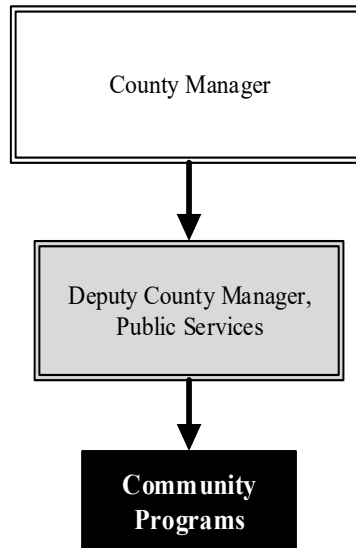 County Manager
Deputy County Manager,
Public Services
Community
Programs